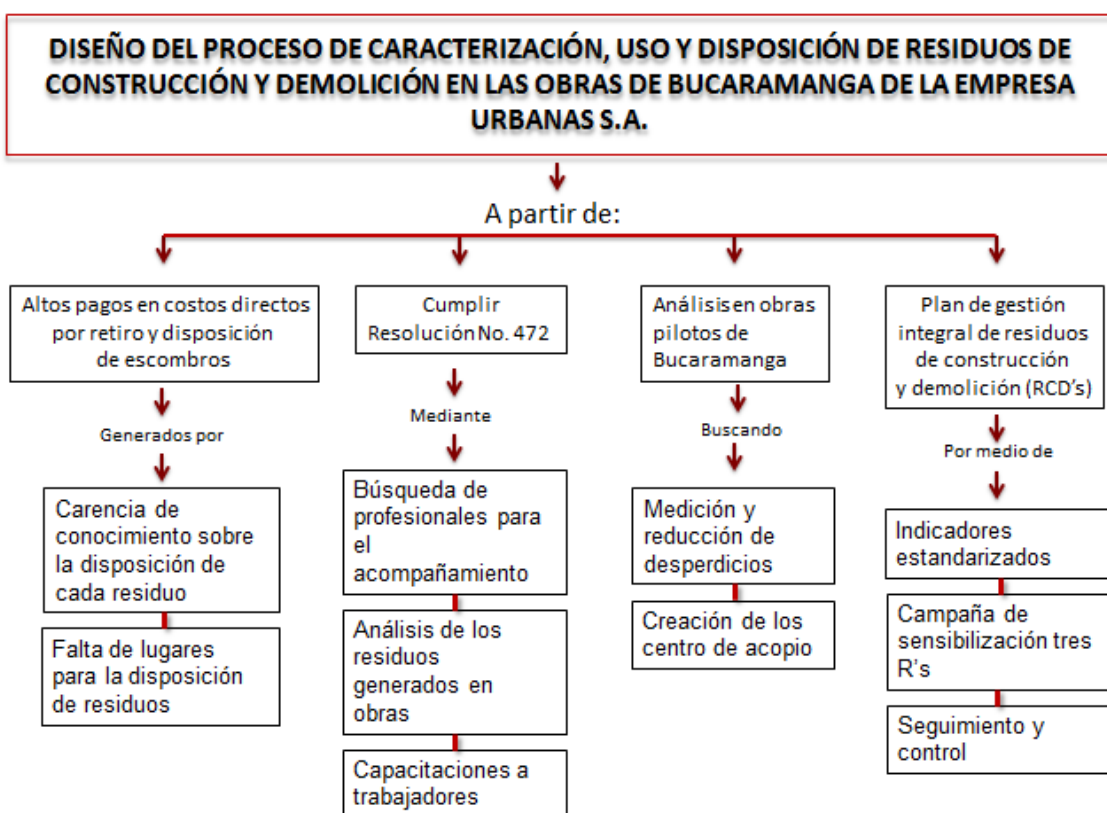 DISEÑO DEL PROCESO DE CARACTERIZACIÓN, USO Y DISPOSICIÓN DE RESIDUOS DE
CONSTRUCCIÓN Y DEMOLICIÓN EN LAS OBRAS DE BUCARAMANGA DE LA EMPRESA
URBANAS S.A.
A partir de:
Altos pagos en costos directos
por retiro y disposición
de escombros
Generados por
Carencia de
conocimiento sobre
la disposición de
cada residuo
Falta de lugares
para la disposición
de residuos
Cumplir
Resolución No. 472
Mediante
Búsqueda de
profesionales para
el
acompañamiento
Análisis de los
residuos
generados en
obras
Capacitaciones a
trabajadores
Análisis en obras
pilotos de
Bucaramanga
Buscando
Medición y
reducción de
desperdicios
Creación de los
centro de acopio
Plan de gestión
integral de residuos
de construcción
y demolición (RCD’s)
Por medio de
Indicadores
estandarizados
Campaña de
sensibilización tres
R’s
Seguimiento y
control